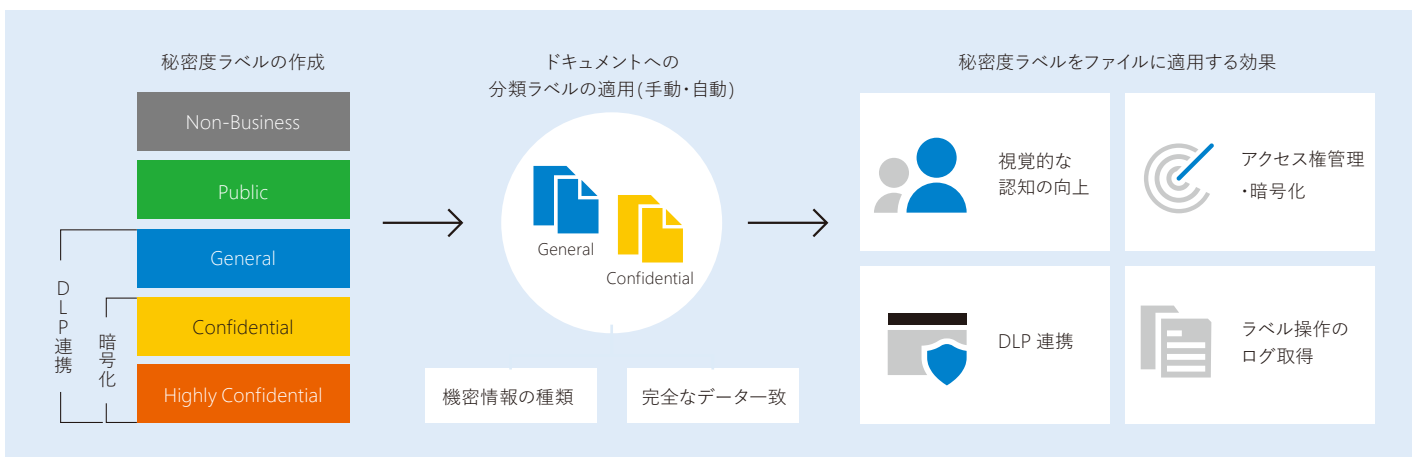 秘密度ラベルの作成
Non-Business
Public
General
Confidential
Highly Confidential
DLP連携
暗号化
ドキュメントへの
分類ラベルの適用(手動・自動)
General
Confidential
機密情報の種類
完全なデータ一致
秘密度ラベルをファイルに適用する効果
視覚的な
認知の向上
アクセス権管理
・暗号化
DLP 連携
ラベル操作の
ログ取得